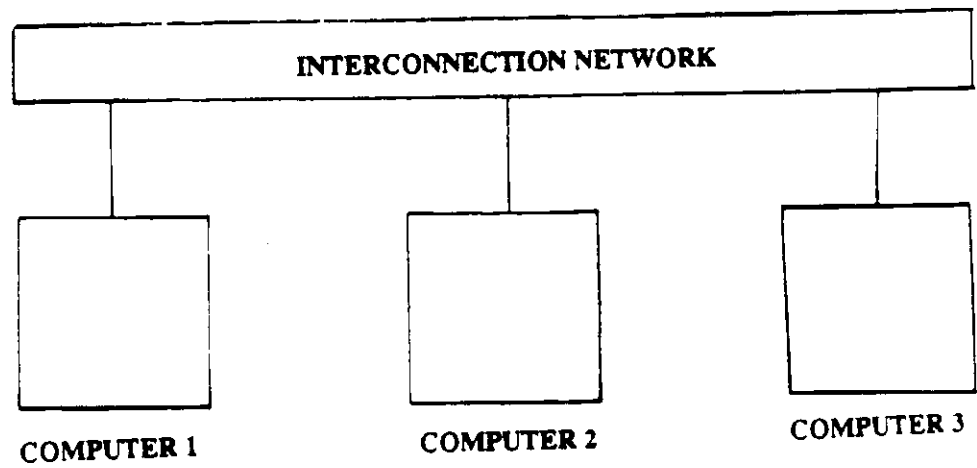 INTERCONNECTION NETWORK
COMPUTER 1
COMPUTER 2
COMPUTER 3